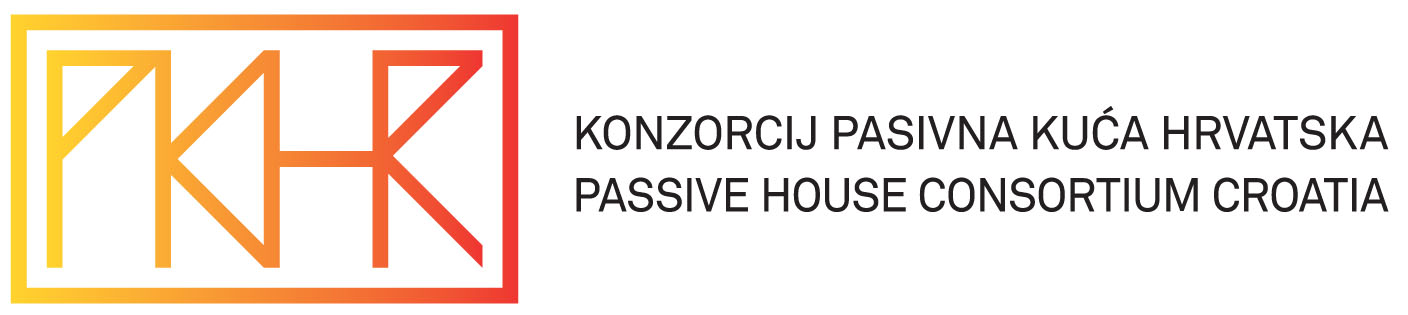 PKHR
KONZORCIJ PASIVNA KUĆA HRVATSKA
PASSIVE HOUSE CONSORTIUM CROATIA